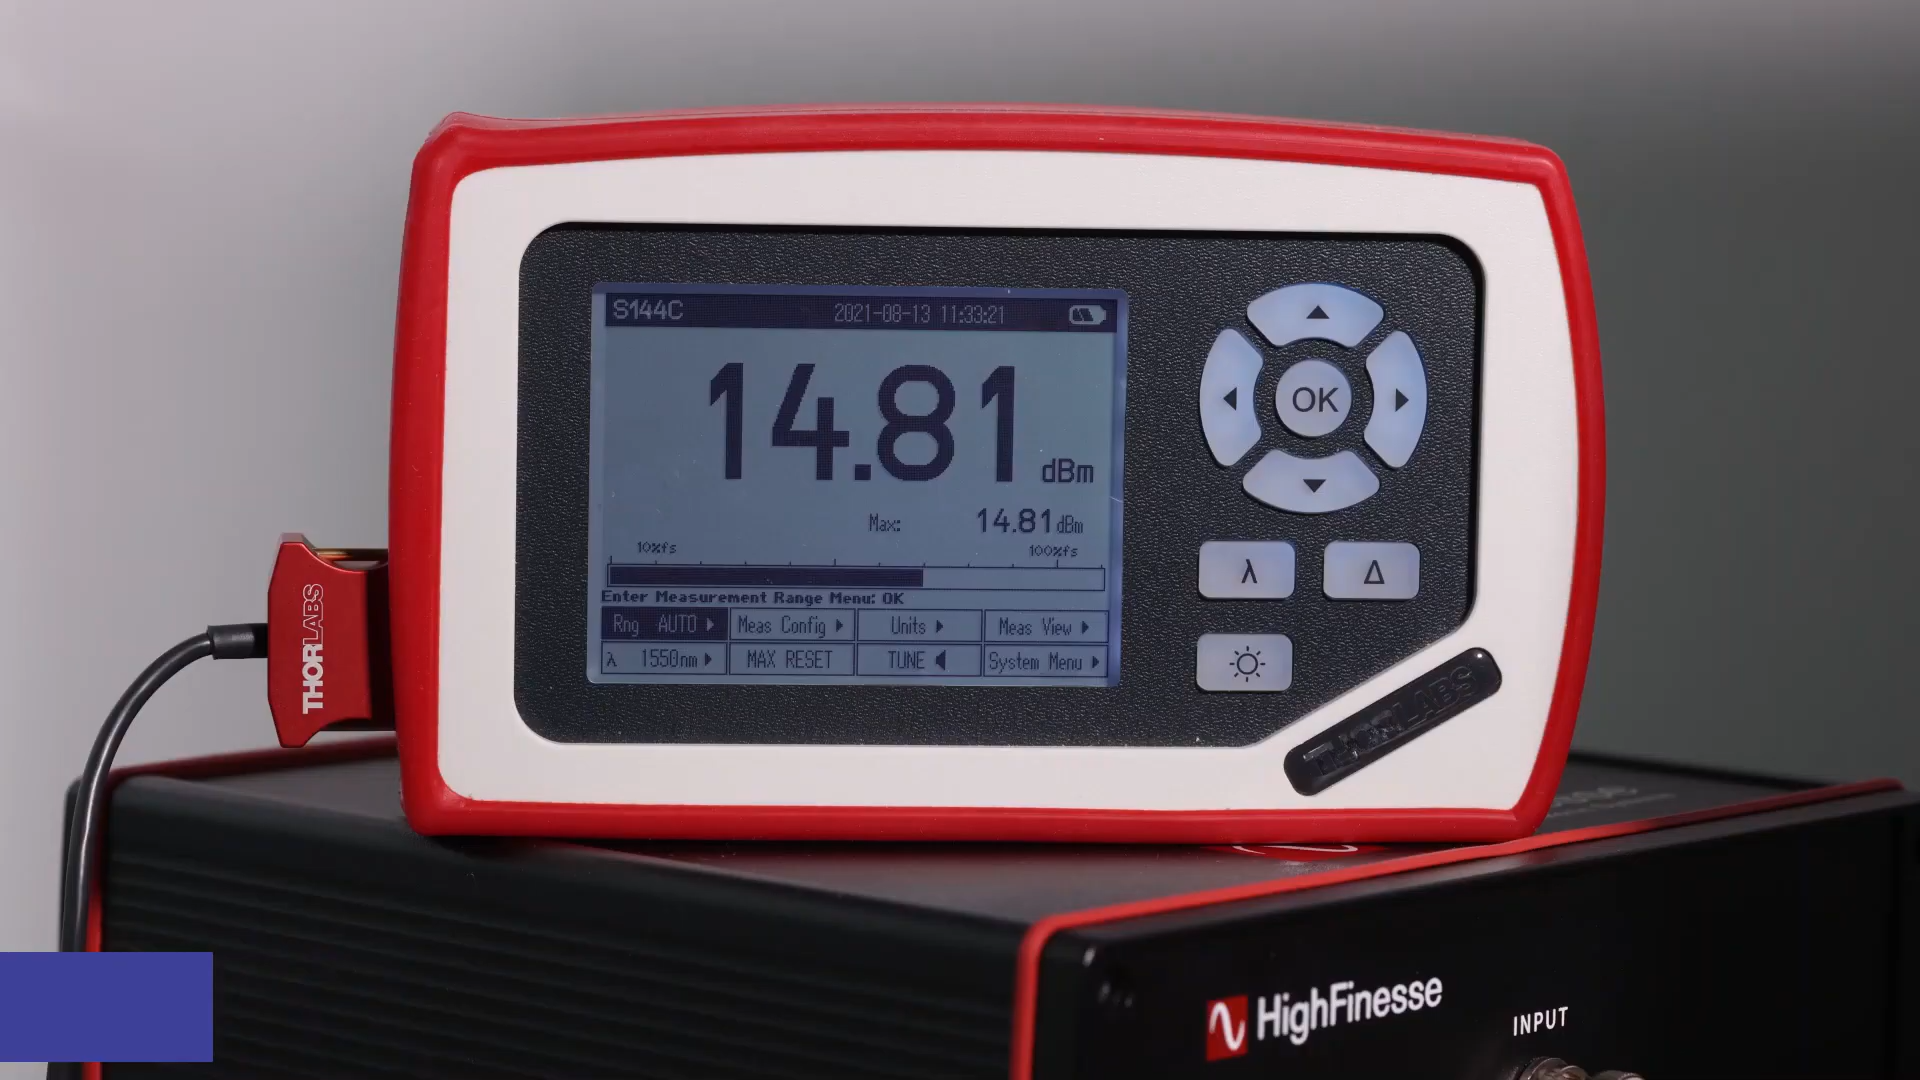 S144C 2021-08-13 11:33:21
14.81 dBm
Max: 14.81 dBm
10%fs 100%fs
Enter Measurement Range Menu: OK
Rng AUTO Meas Config Units Meas View
λ 1550nm MAX RESET TUNE System Menu
OK
λ Δ
THORLABS
THORLABS
HighFinesse
INPUT